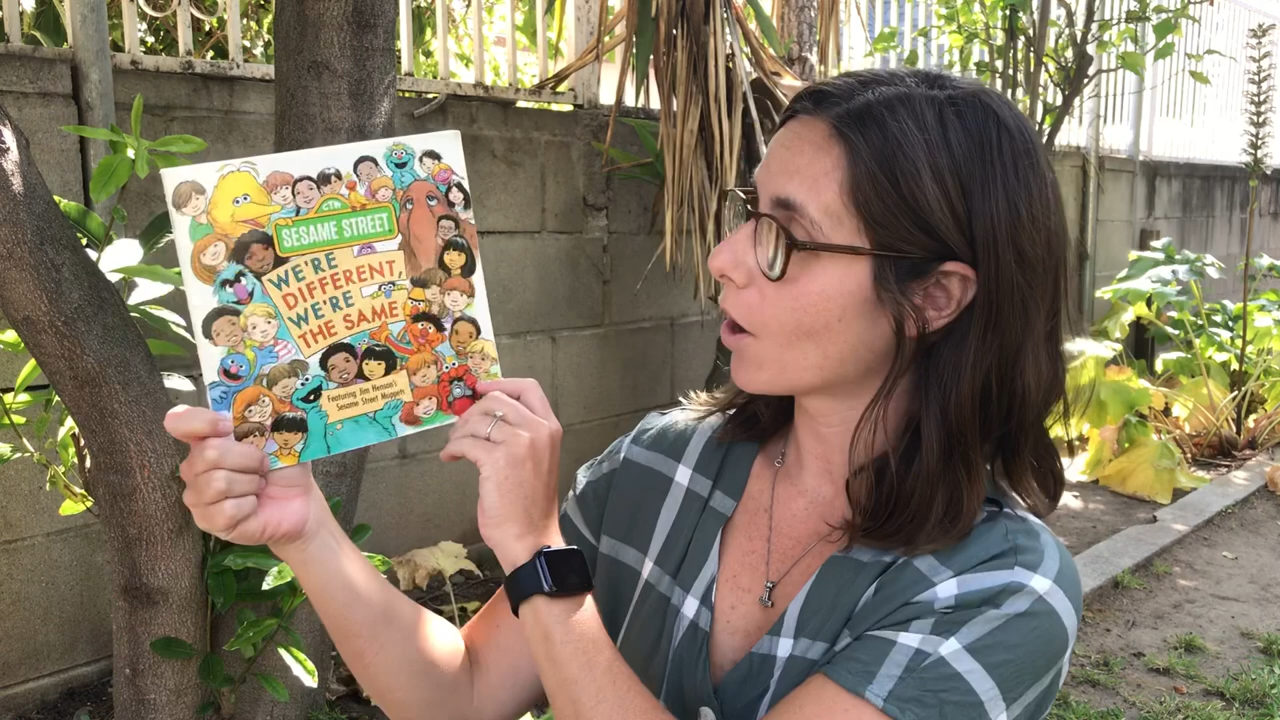 CTW
SESAME STREET
WE'RE
DIFFERENT,
WE'RE
THE SAME
Featuring Jim Henson's
Sesame Street Muppets